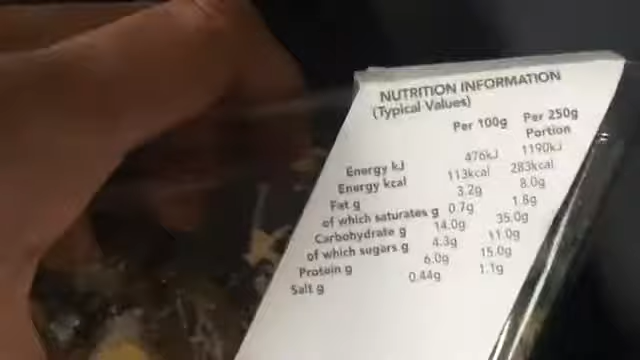 NUTRITION INFORMATION
(Typical Values)
Per 100g Per 250g
Portion
Energy kJ 476kJ 1190kJ
Energy kcal 113kcal 283kcal
Fat g 3.2g 8.0g
of which saturates g 0.7g 1.8g
Carbohydrate g 14.0g 35.0g
of which sugars g 4.3g 11.0g
Protein g 6.0g 15.0g
Salt g 0.44g 1.1g